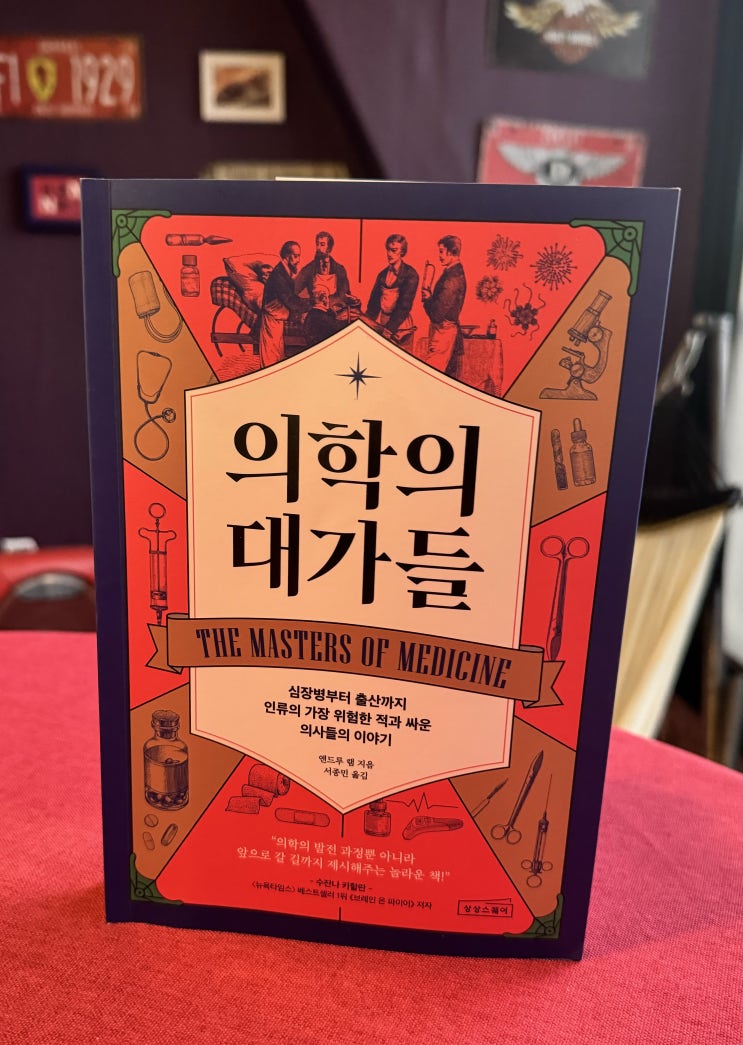 1929
의학의
대가들
THE MASTERS OF MEDICINE
심장병부터 출산까지
인류의 가장 위험한 적과 싸운
의사들의 이야기
앤드루 램 지음
서종민 옮김
“의학의 발전 과정뿐 아니라
앞으로 갈 길까지 제시해주는 놀라운 책!”
- 수잔나 카할란 -
〈뉴욕타임스〉 베스트셀러 1위 《브레인 온 파이어》 저자
상상스퀘어